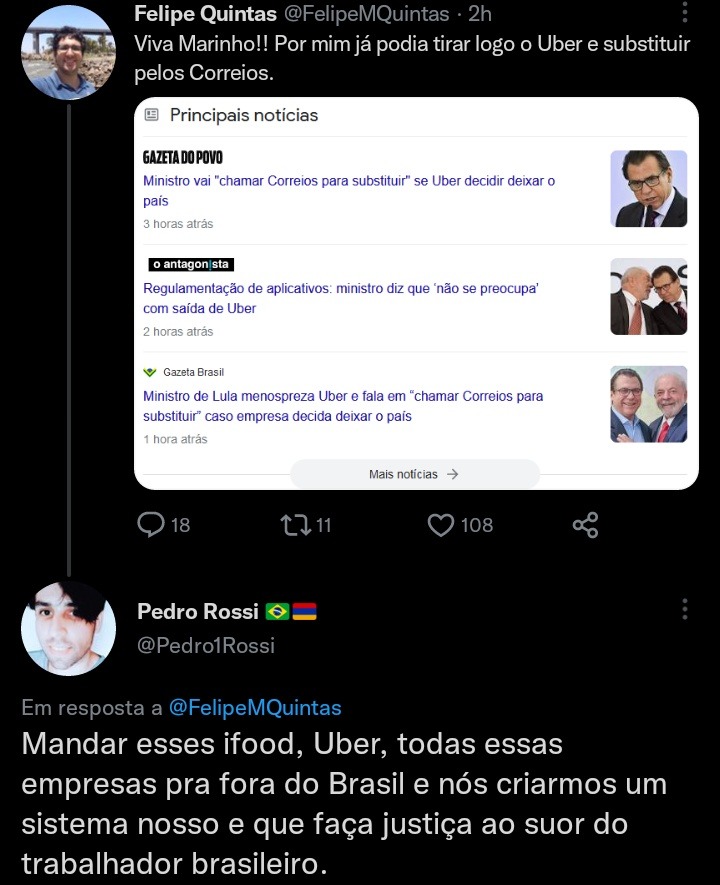 Felipe Quintas @FelipeMQuintas · 2h
Viva Marinho!! Por mim já podia tirar logo o Uber e substituir
pelos Correios.
Principais notícias
GAZETA DO POVO
Ministro vai "chamar Correios para substituir" se Uber decidir deixar o
país
3 horas atrás
o antagonista
Regulamentação de aplicativos: ministro diz que 'não se preocupa'
com saída de Uber
2 horas atrás
Gazeta Brasil
Ministro de Lula menospreza Uber e fala em “chamar Correios para
substituir” caso empresa decida deixar o país
1 hora atrás
Mais notícias →
18 11 108
Pedro Rossi 🇧🇷🇦🇲
@Pedro1Rossi
Em resposta a @FelipeMQuintas
Mandar esses ifood, Uber, todas essas
empresas pra fora do Brasil e nós criarmos um
sistema nosso e que faça justiça ao suor do
trabalhador brasileiro.